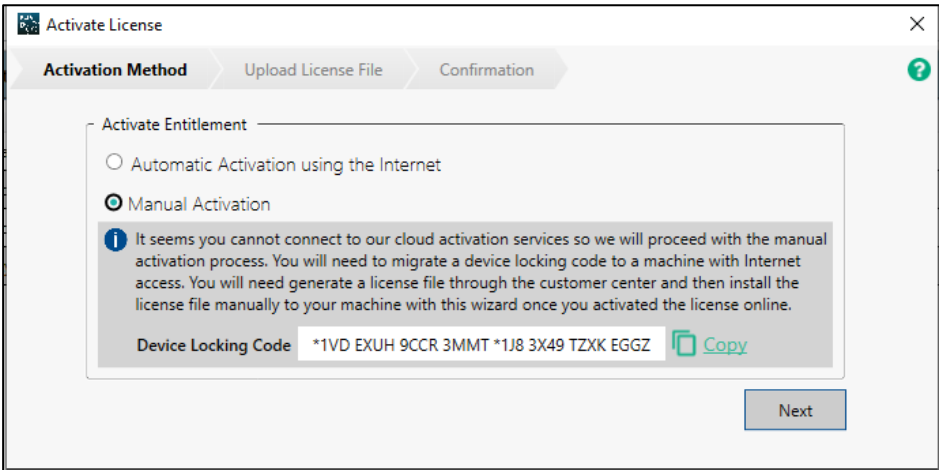 Activate License
Activation Method
Upload License File
Confirmation
Activate Entitlement
Automatic Activation using the Internet
Manual Activation
It seems you cannot connect to our cloud activation services so we will proceed with the manual
activation process. You will need to migrate a device locking code to a machine with Internet
access. You will need generate a license file through the customer center and then install the
license file manually to your machine with this wizard once you activated the license online.
Device Locking Code *1VD EXUH 9CCR 3MMT *1J8 3X49 TZXK EGGZ Copy
Next